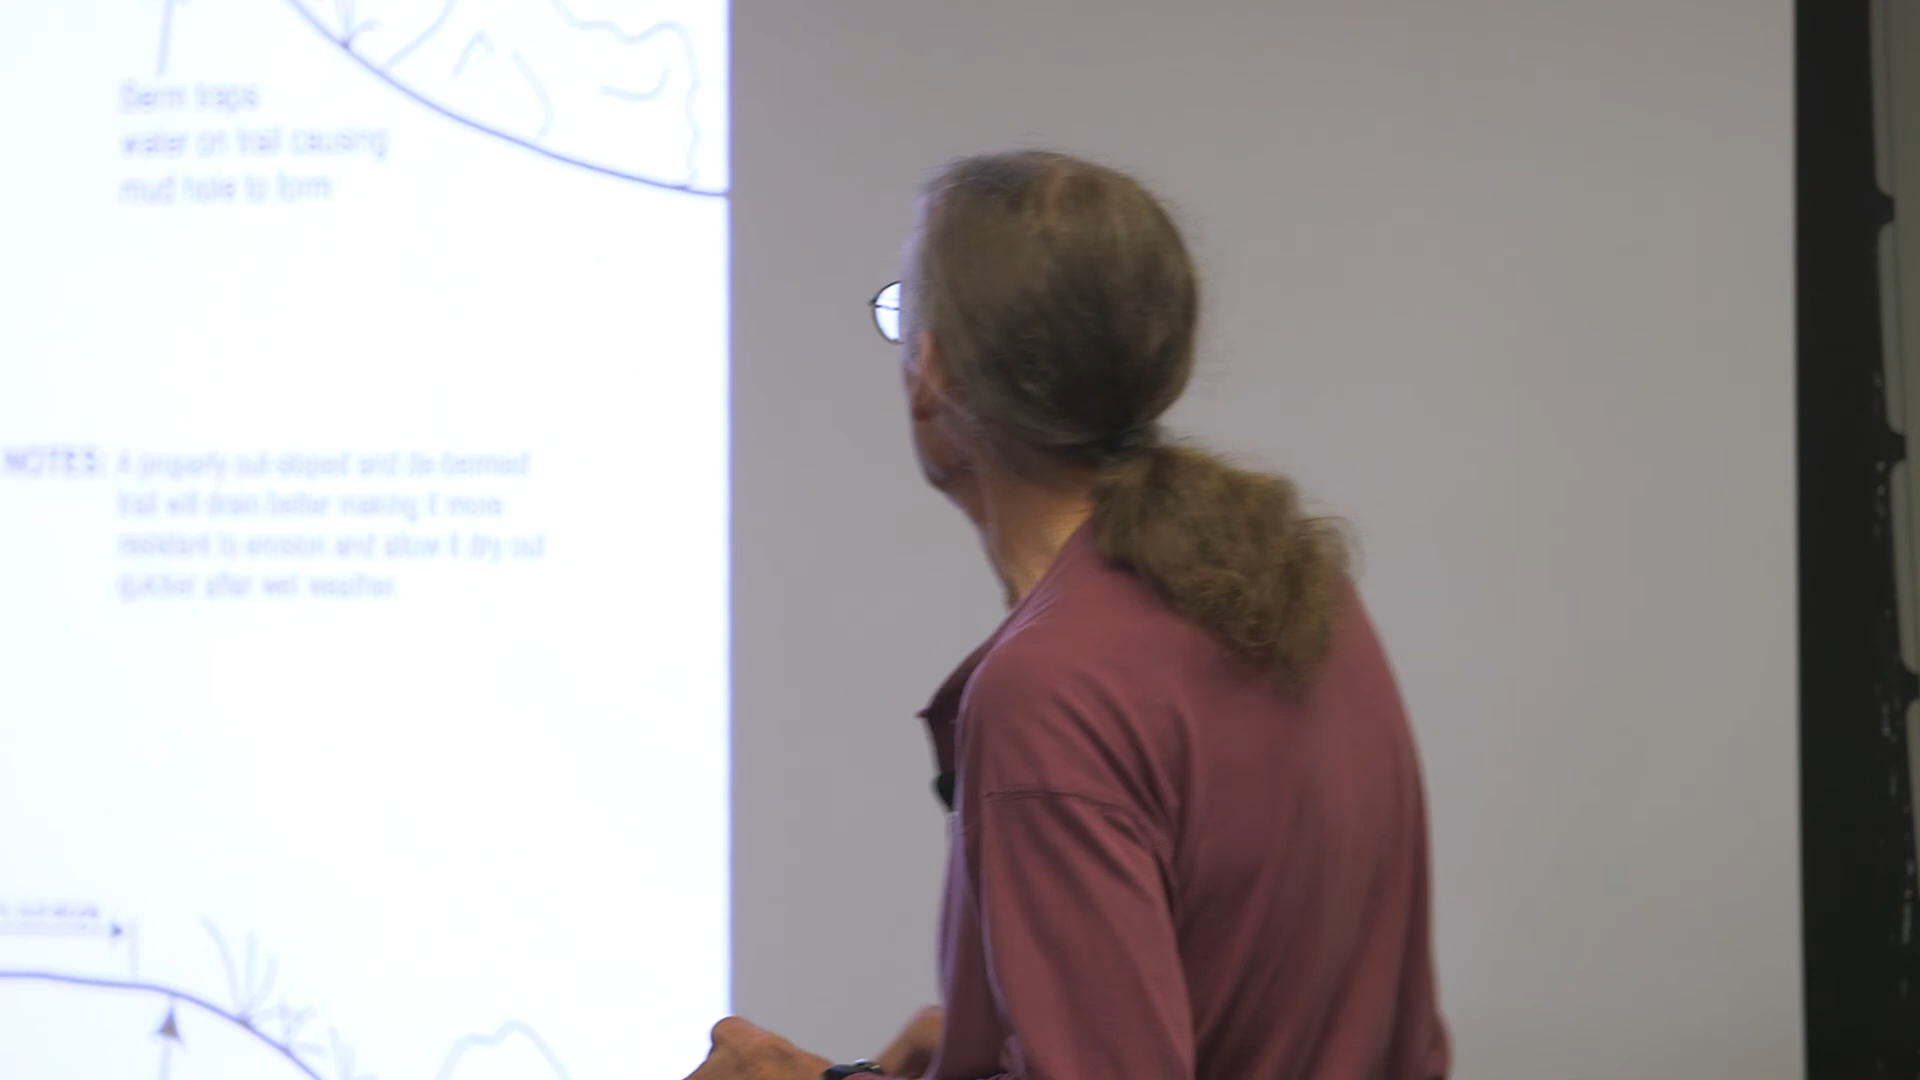 Berm traps
water on trail causing
mud hole to form
NOTES: A properly out-sloped and de-bermed
trail will drain better making it more
resistant to erosion and allow it dry out
quicker after wet weather.